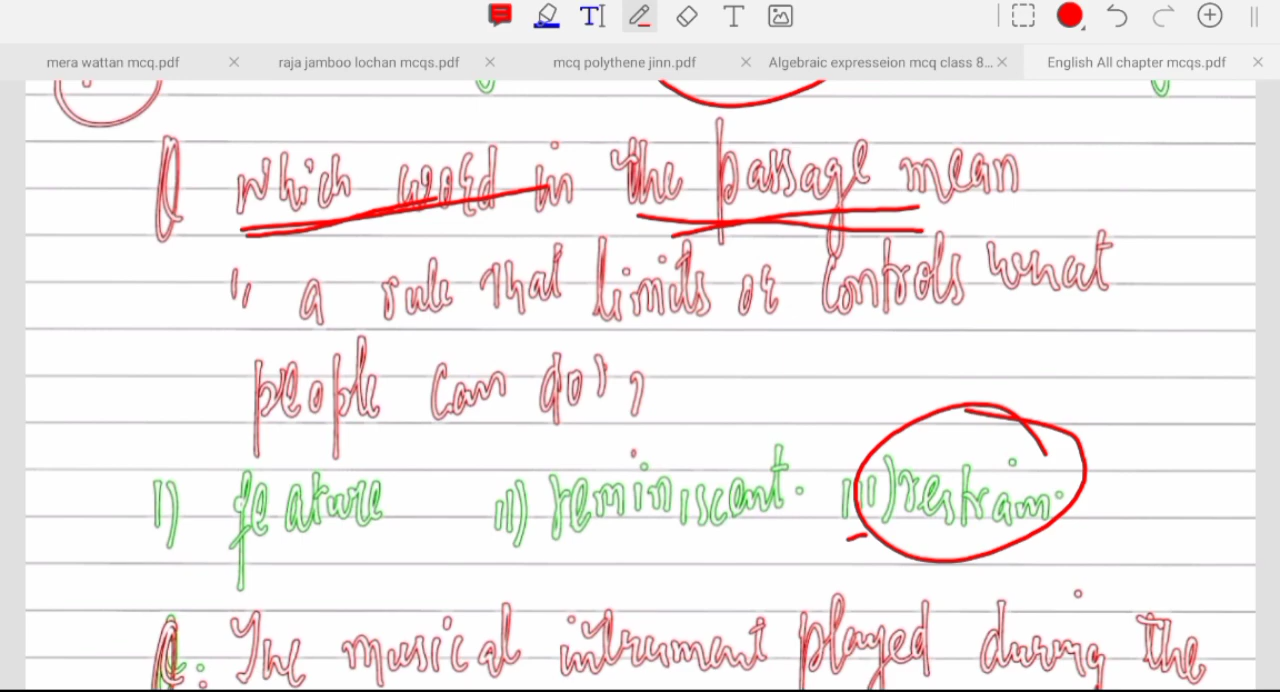 mera wattan mcq.pdf
raja jamboo lochan mcqs.pdf
mcq polythene jinn.pdf
Algebraic expresseion mcq class 8...
English All chapter mcqs.pdf
Q which word in the passage mean
" a rule that limits or controls what
people can do",
I) feature II) reminiscent. III) restrain.
Q: The musical intrument played during the